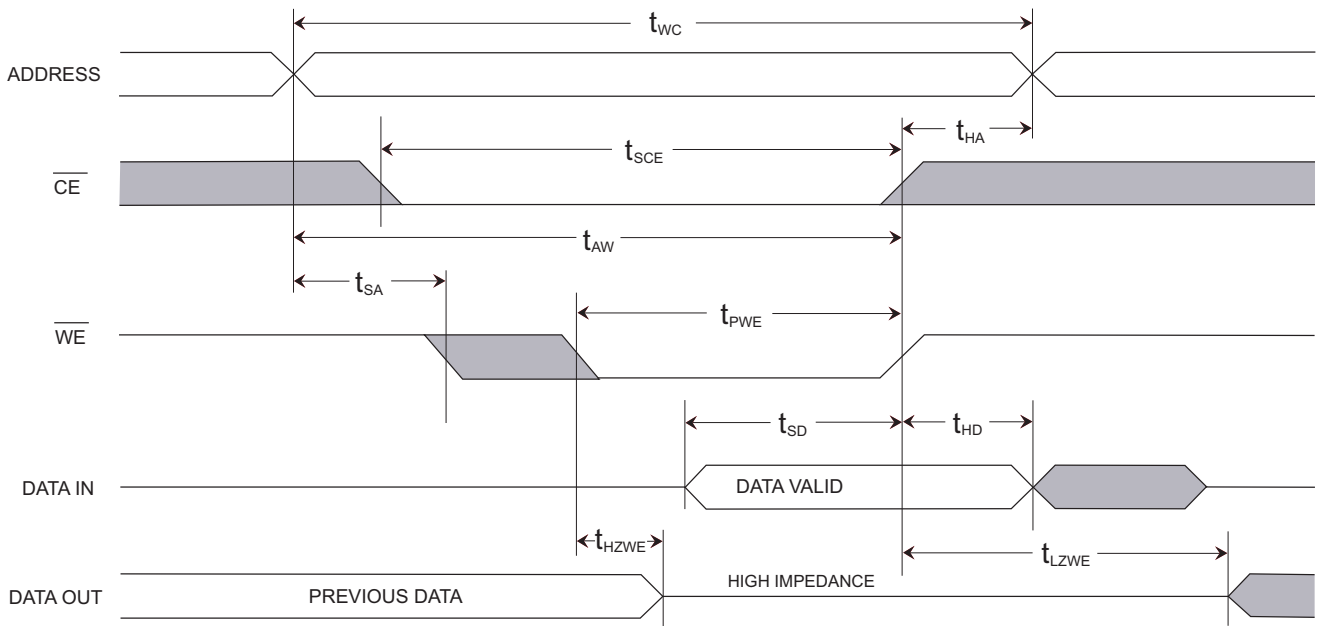 tWC
ADDRESS
tHA
tSCE
CE
tAW
tSA
tPWE
WE
tSD
tHD
DATA IN
DATA VALID
tHZWE
tLZWE
HIGH IMPEDANCE
DATA OUT
PREVIOUS DATA